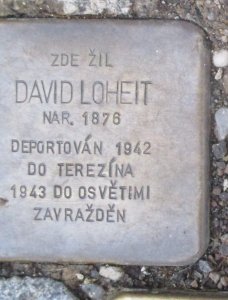 ZDE ŽIL
DAVID LOHEIT
NAR. 1876
DEPORTOVÁN 1942
DO TEREZÍNA
1943 DO OSVĚTIMI
ZAVRAŽDĚN